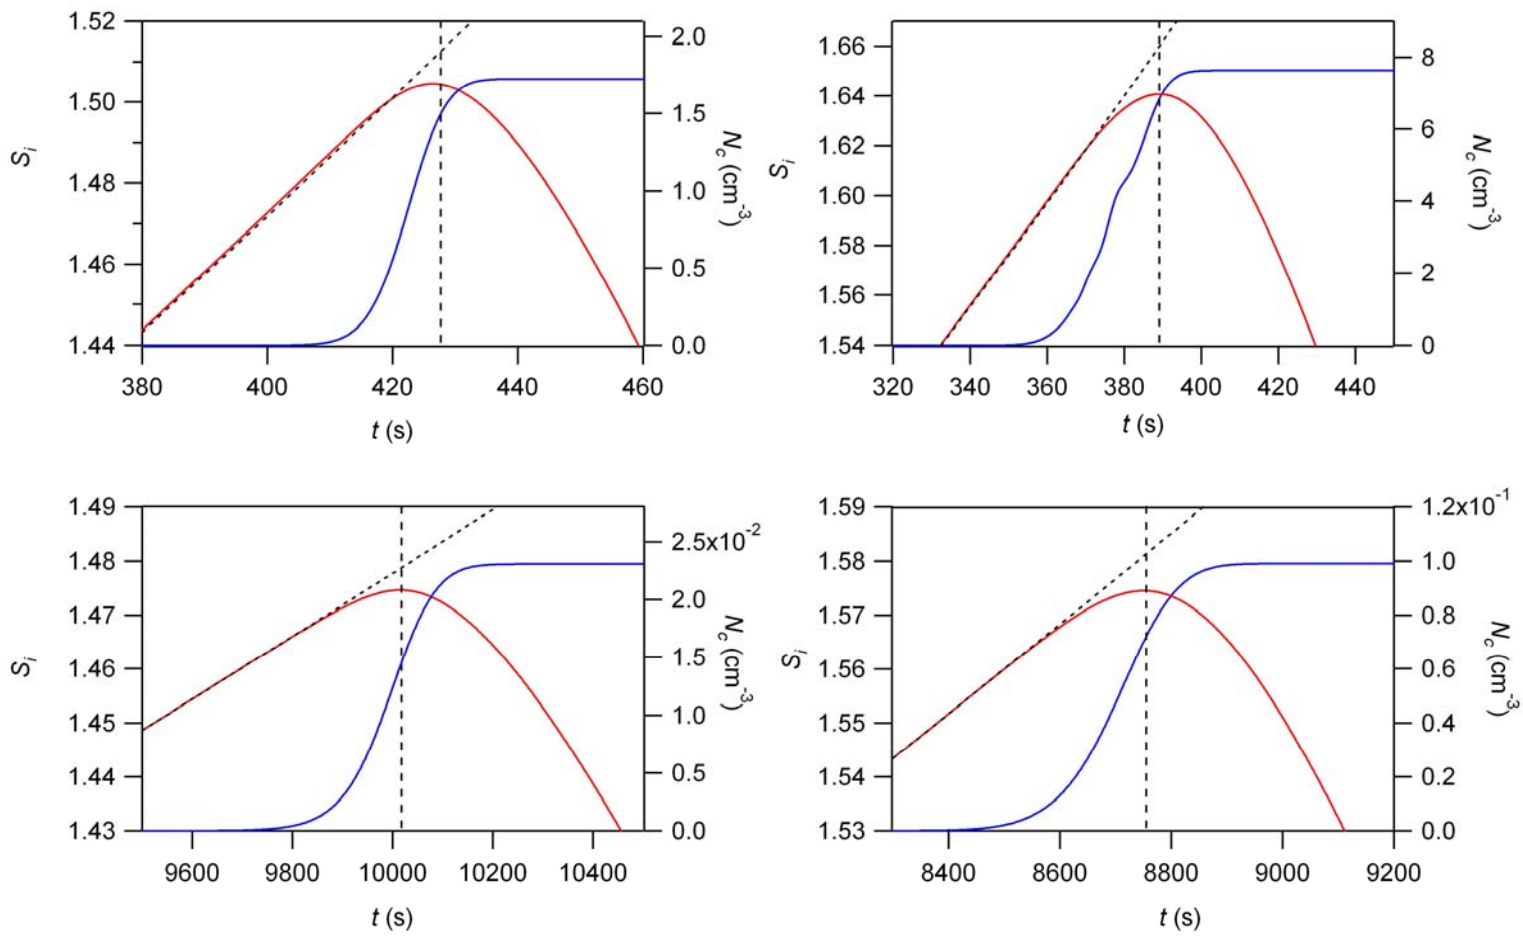 1.52
1.50
1.48
1.46
1.44
S_i
2.0
1.5
1.0
0.5
0.0
N_c (cm^-3)
380 400 420 440 460
t (s)
1.66
1.64
1.62
1.60
1.58
1.56
1.54
S_i
8
6
4
2
0
N_c (cm^-3)
320 340 360 380 400 420 440
t (s)
1.49
1.48
1.47
1.46
1.45
1.44
1.43
S_i
2.5x10^-2
2.0
1.5
1.0
0.5
0.0
N_c (cm^-3)
9600 9800 10000 10200 10400
t (s)
1.59
1.58
1.57
1.56
1.55
1.54
1.53
S_i
1.2x10^-1
1.0
0.8
0.6
0.4
0.2
0.0
N_c (cm^-3)
8400 8600 8800 9000 9200
t (s)